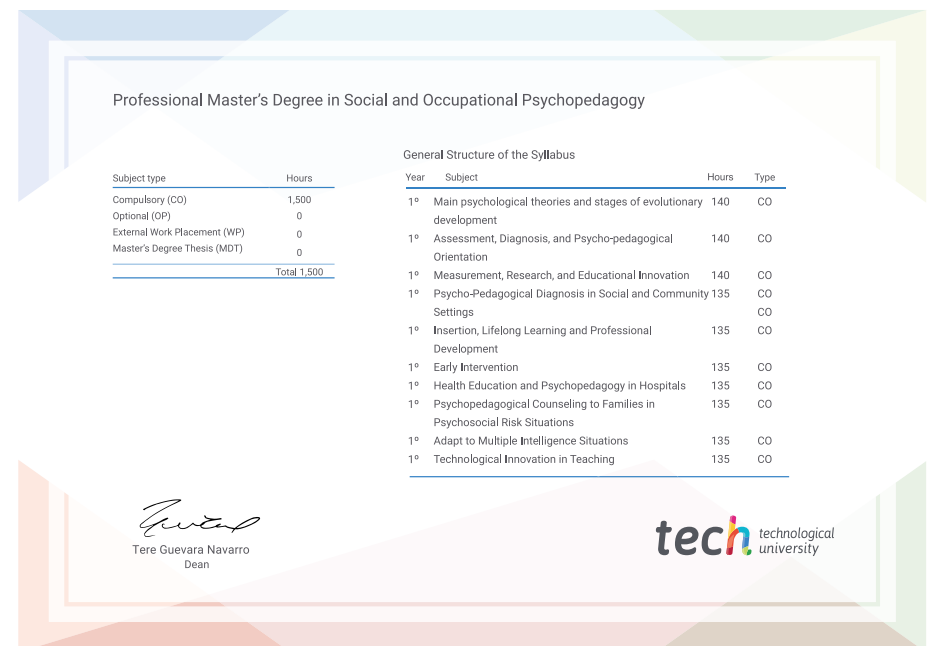 Professional Master's Degree in Social and Occupational Psychopedagogy
Subject type Hours
Compulsory (CO) 1,500
Optional (OP) 0
External Work Placement (WP) 0
Master's Degree Thesis (MDT) 0
Total 1,500
General Structure of the Syllabus
Year Subject Hours Type
1º Main psychological theories and stages of evolutionary 140 CO
development
1º Assessment, Diagnosis, and Psycho-pedagogical 140 CO
Orientation
1º Measurement, Research, and Educational Innovation 140 CO
1º Psycho-Pedagogical Diagnosis in Social and Community 135 CO
Settings CO
1º Insertion, Lifelong Learning and Professional 135 CO
Development
1º Early Intervention 135 CO
1º Health Education and Psychopedagogy in Hospitals 135 CO
1º Psychopedagogical Counseling to Families in 135 CO
Psychosocial Risk Situations
1º Adapt to Multiple Intelligence Situations 135 CO
1º Technological Innovation in Teaching 135 CO
Tere Guevara Navarro
Dean
tech technological
university